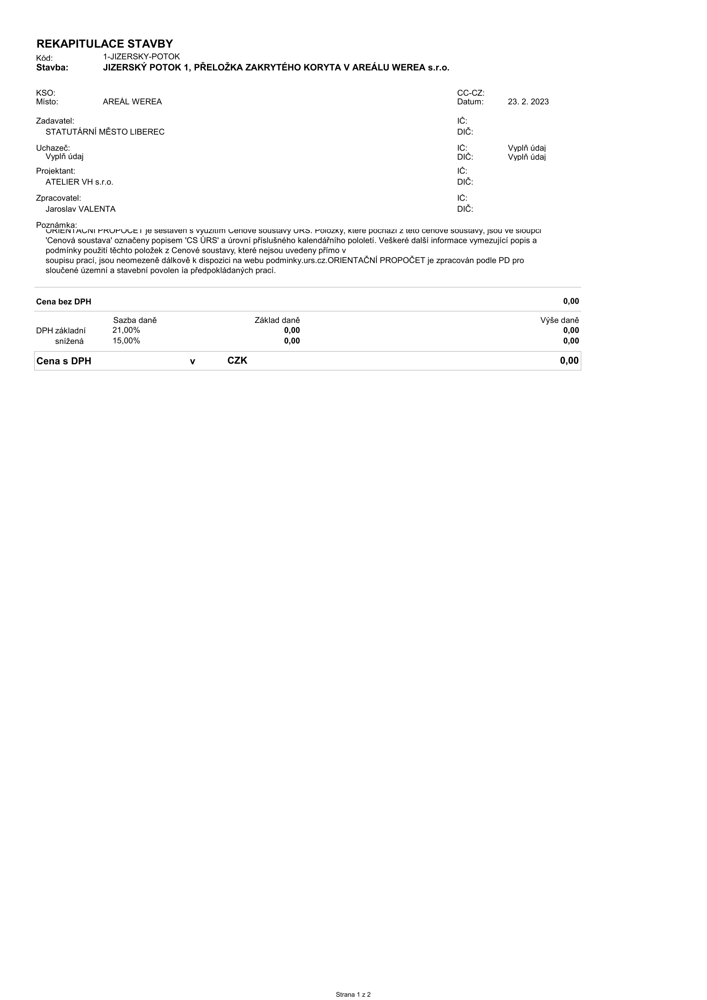 REKAPITULACE STAVBY
Kód: 1-JIZERSKY-POTOK
Stavba: JIZERSKÝ POTOK 1, PŘELOŽKA ZAKRYTÉHO KORYTA V AREÁLU WEREA s.r.o.
KSO: CC-CZ:
Místo: AREÁL WEREA Datum: 23. 2. 2023
Zadavatel: IČ:
STATUTÁRNÍ MĚSTO LIBEREC DIČ:
Uchazeč: IČ: Vyplň údaj
Vyplň údaj DIČ: Vyplň údaj
Projektant: IČ:
ATELIER VH s.r.o. DIČ:
Zpracovatel: IČ:
Jaroslav VALENTA DIČ:
Poznámka:
ORIENTAČNÍ PROPOČET je sestaven s využitím Cenové soustavy ÚRS. Položky, které pochází z této cenové soustavy, jsou ve sloupci
'Cenová soustava' označeny popisem 'CS ÚRS' a úrovní příslušného kalendářního pololetí. Veškeré další informace vymezující popis a
podmínky použití těchto položek z Cenové soustavy, které nejsou uvedeny přímo v
soupisu prací, jsou neomezeně dálkově k dispozici na webu podminky.urs.cz.ORIENTAČNÍ PROPOČET je zpracován podle PD pro
sloučené územní a stavební povolen ía předpokládaných prací.
Cena bez DPH 0,00
Sazba daně Základ daně Výše daně
DPH základní 21,00% 0,00 0,00
snížená 15,00% 0,00 0,00
Cena s DPH v CZK 0,00
Strana 1 z 2